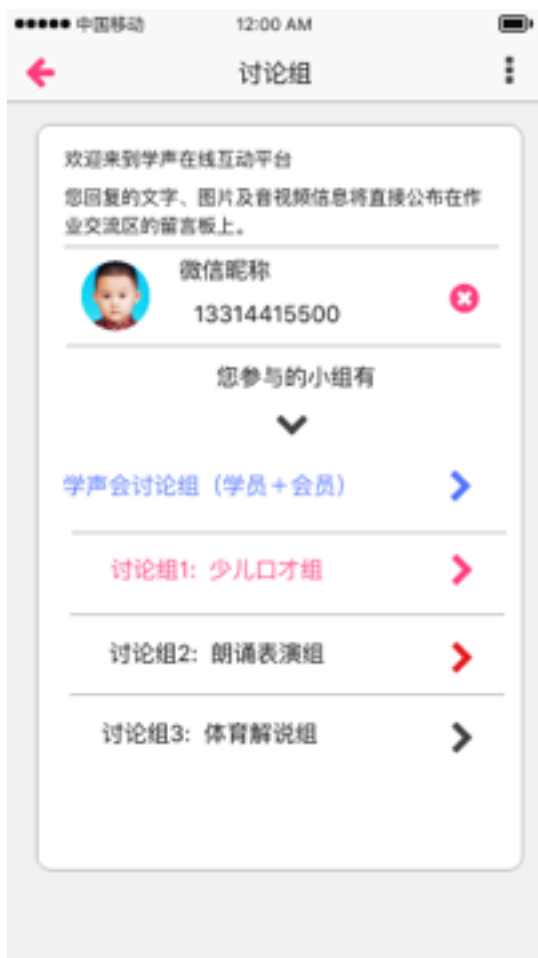 中国移动 12:00 AM
讨论组
欢迎来到学声在线互动平台
您回复的文字、图片及音视频信息将直接公布在作
业交流区的留言板上。
微信昵称
13314415500
您参与的小组有
学声会讨论组（学员+会员）
讨论组1: 少儿口才组
讨论组2: 朗诵表演组
讨论组3: 体育解说组